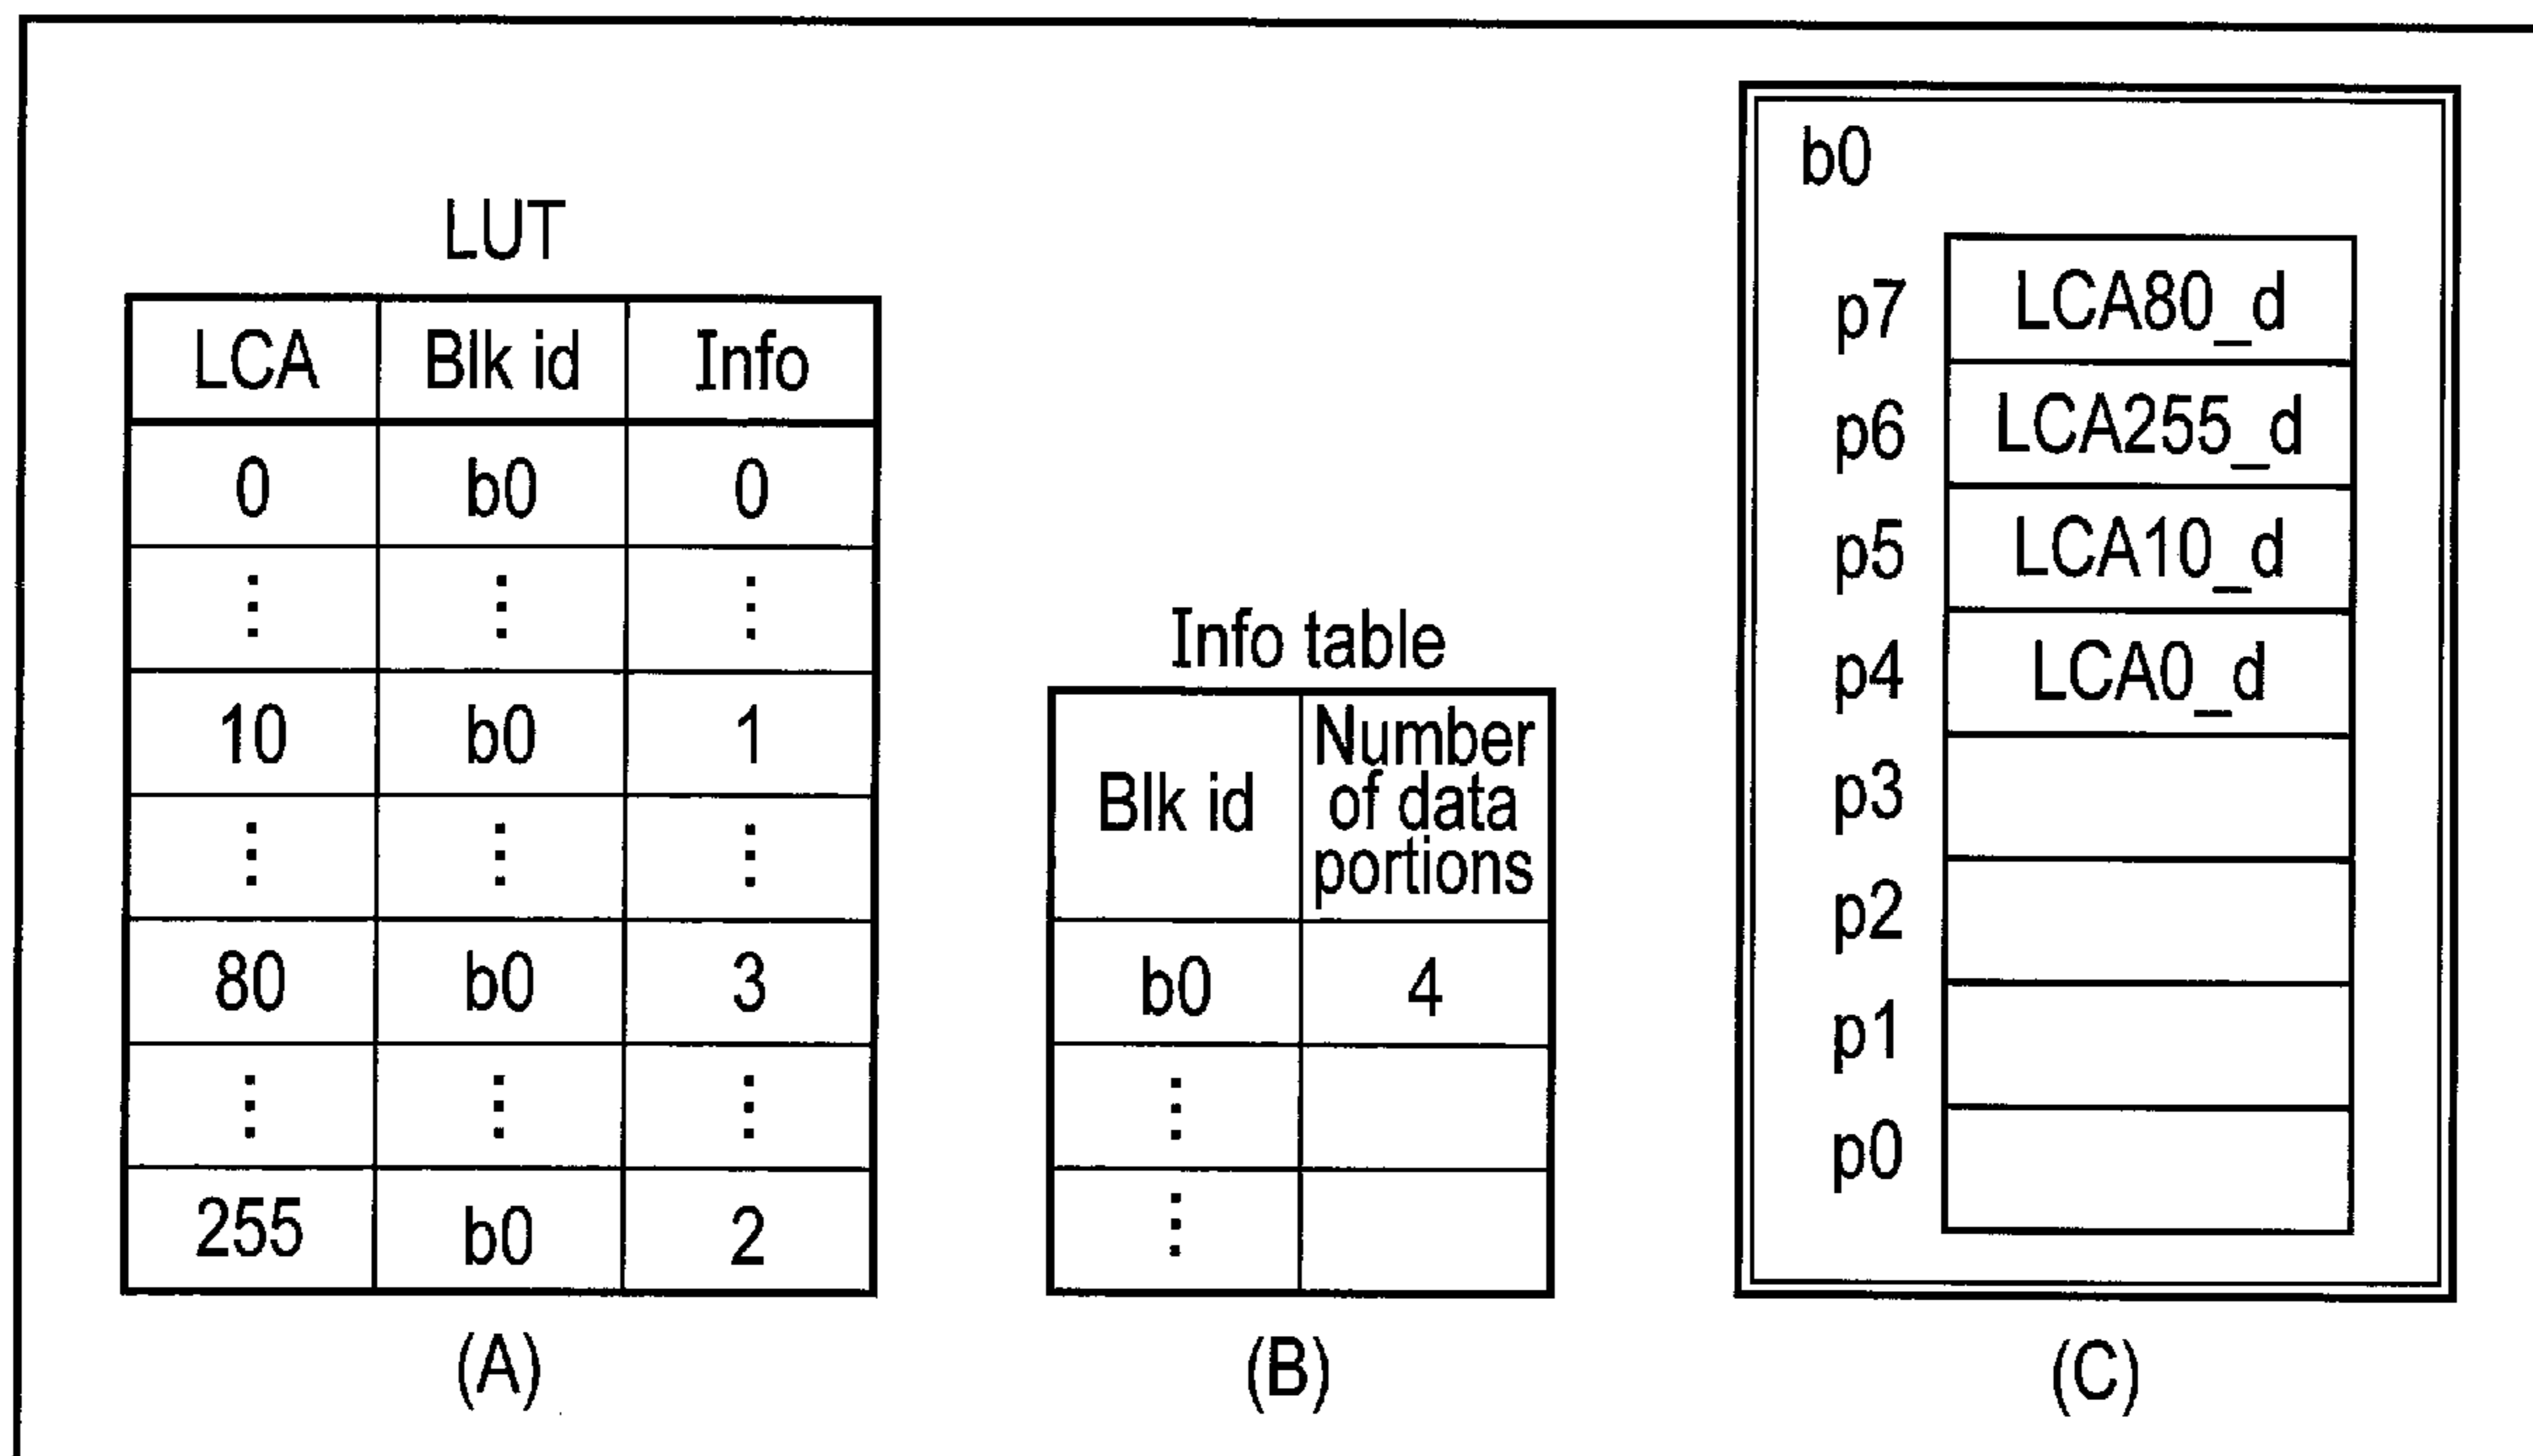 LUT
LCA Blk id Info
0 b0 0
⋮ ⋮ ⋮
10 b0 1
⋮ ⋮ ⋮
80 b0 3
⋮ ⋮ ⋮
255 b0 2
(A)
Info table
Blk id Number of data portions
b0 4
⋮
⋮
(B)
b0
p7 LCA80_d
p6 LCA255_d
p5 LCA10_d
p4 LCA0_d
p3
p2
p1
p0
(C)